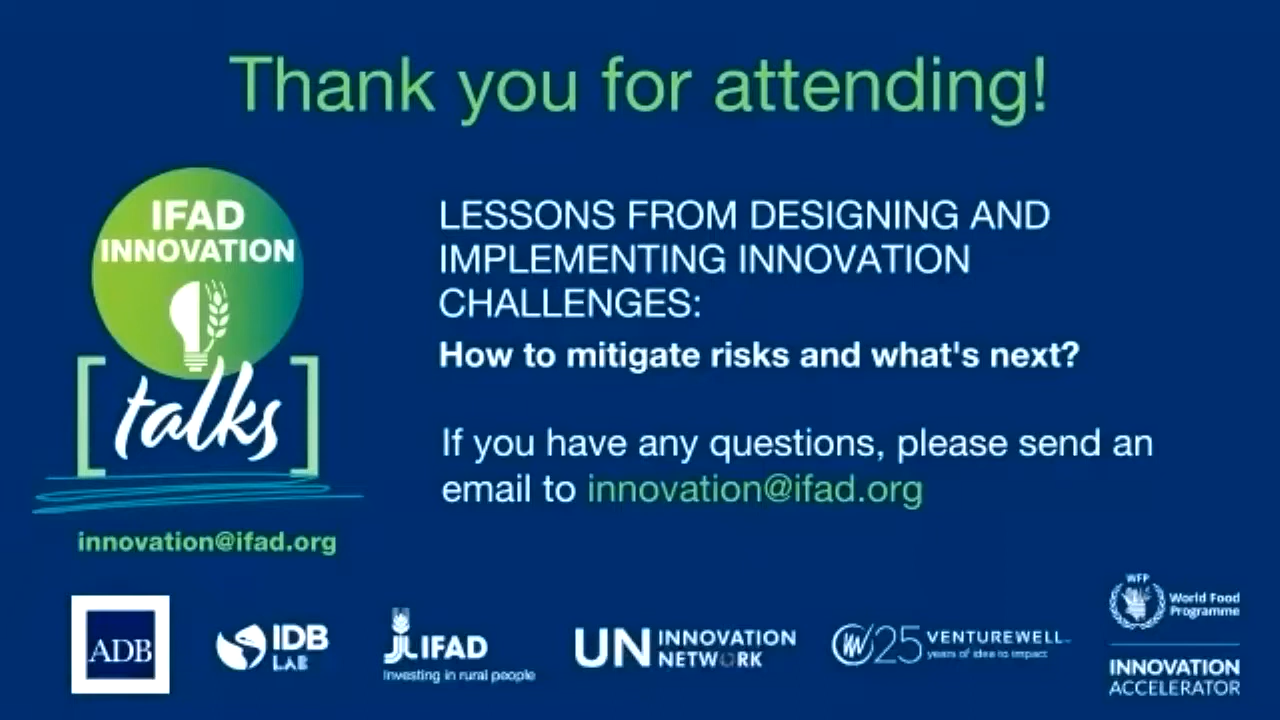 Thank you for attending!
IFAD
INNOVATION
talks
innovation@ifad.org
LESSONS FROM DESIGNING AND
IMPLEMENTING INNOVATION
CHALLENGES:
How to mitigate risks and what's next?
If you have any questions, please send an
email to innovation@ifad.org
ADB
IDB
LAB
IFAD
Investing in rural people
UN INNOVATION
NETWORK
W/25 VENTUREWELL
years of idea to impact
WFP
World Food
Programme
INNOVATION
ACCELERATOR